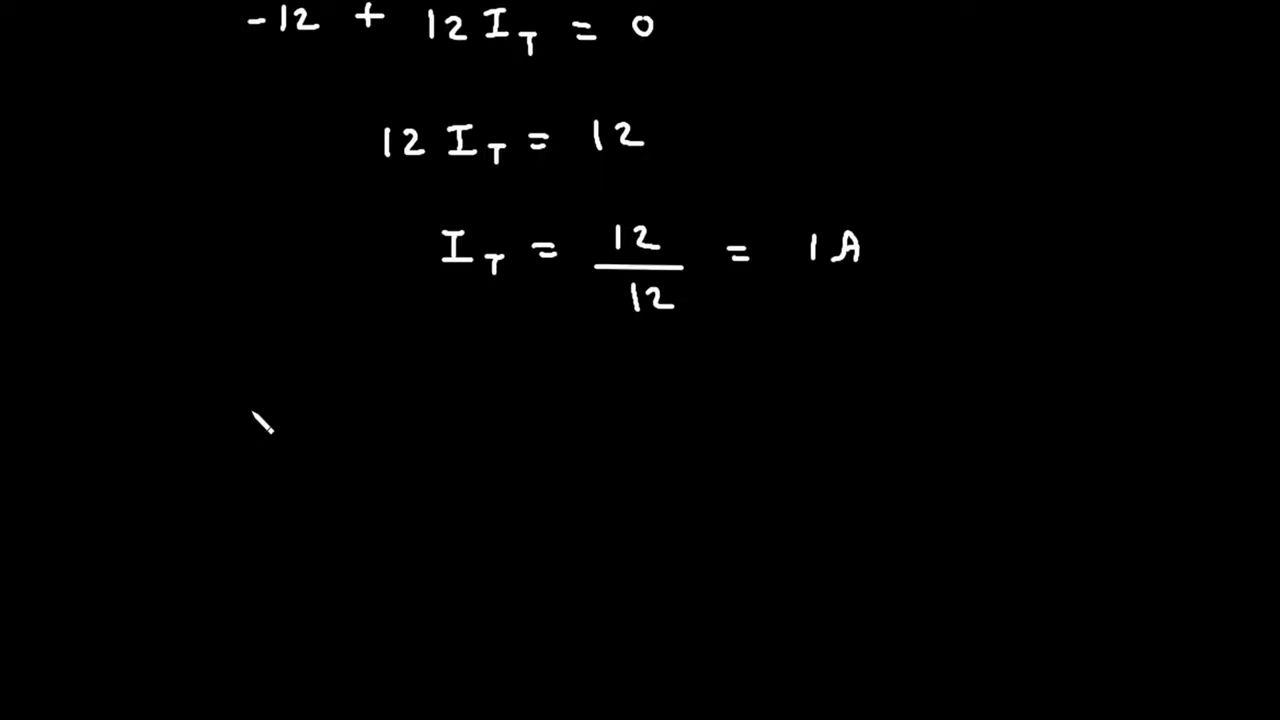 -12 + 12 I_T = 0
12 I_T = 12
I_T = 12/12 = 1A